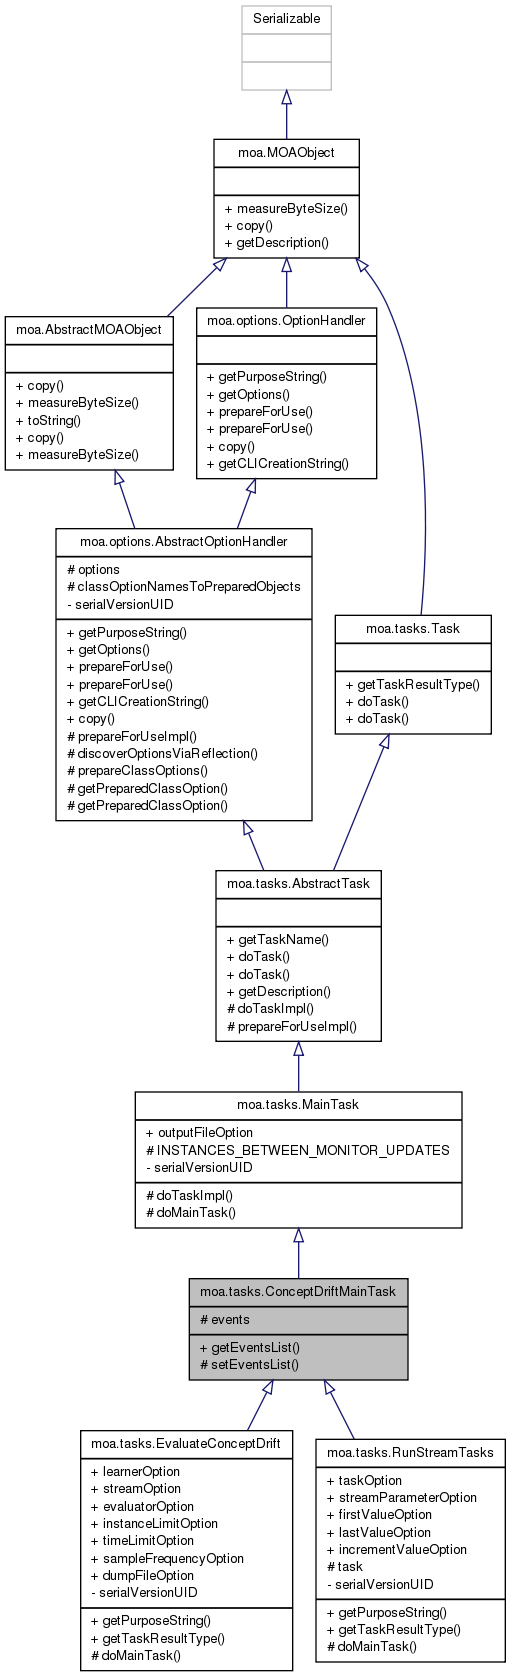 Serializable
moa.MOAObject
+ measureByteSize()
+ copy()
+ getDescription()
moa.AbstractMOAObject
+ copy()
+ measureByteSize()
+ toString()
+ copy()
+ measureByteSize()
moa.options.OptionHandler
+ getPurposeString()
+ getOptions()
+ prepareForUse()
+ prepareForUse()
+ copy()
+ getCLICreationString()
moa.options.AbstractOptionHandler
# options
# classOptionNamesToPreparedObjects
- serialVersionUID
+ getPurposeString()
+ getOptions()
+ prepareForUse()
+ prepareForUse()
+ getCLICreationString()
+ copy()
# prepareForUseImpl()
# discoverOptionsViaReflection()
# prepareClassOptions()
# getPreparedClassOption()
# getPreparedClassOption()
moa.tasks.Task
+ getTaskResultType()
+ doTask()
+ doTask()
moa.tasks.AbstractTask
+ getTaskName()
+ doTask()
+ doTask()
+ getDescription()
# doTaskImpl()
# prepareForUseImpl()
moa.tasks.MainTask
+ outputFileOption
# INSTANCES_BETWEEN_MONITOR_UPDATES
- serialVersionUID
# doTaskImpl()
# doMainTask()
moa.tasks.ConceptDriftMainTask
# events
+ getEventsList()
# setEventsList()
moa.tasks.EvaluateConceptDrift
+ learnerOption
+ streamOption
+ evaluatorOption
+ instanceLimitOption
+ timeLimitOption
+ sampleFrequencyOption
+ dumpFileOption
- serialVersionUID
+ getPurposeString()
+ getTaskResultType()
# doMainTask()
moa.tasks.RunStreamTasks
+ taskOption
+ streamParameterOption
+ firstValueOption
+ lastValueOption
+ incrementValueOption
# task
- serialVersionUID
+ getPurposeString()
+ getTaskResultType()
# doMainTask()